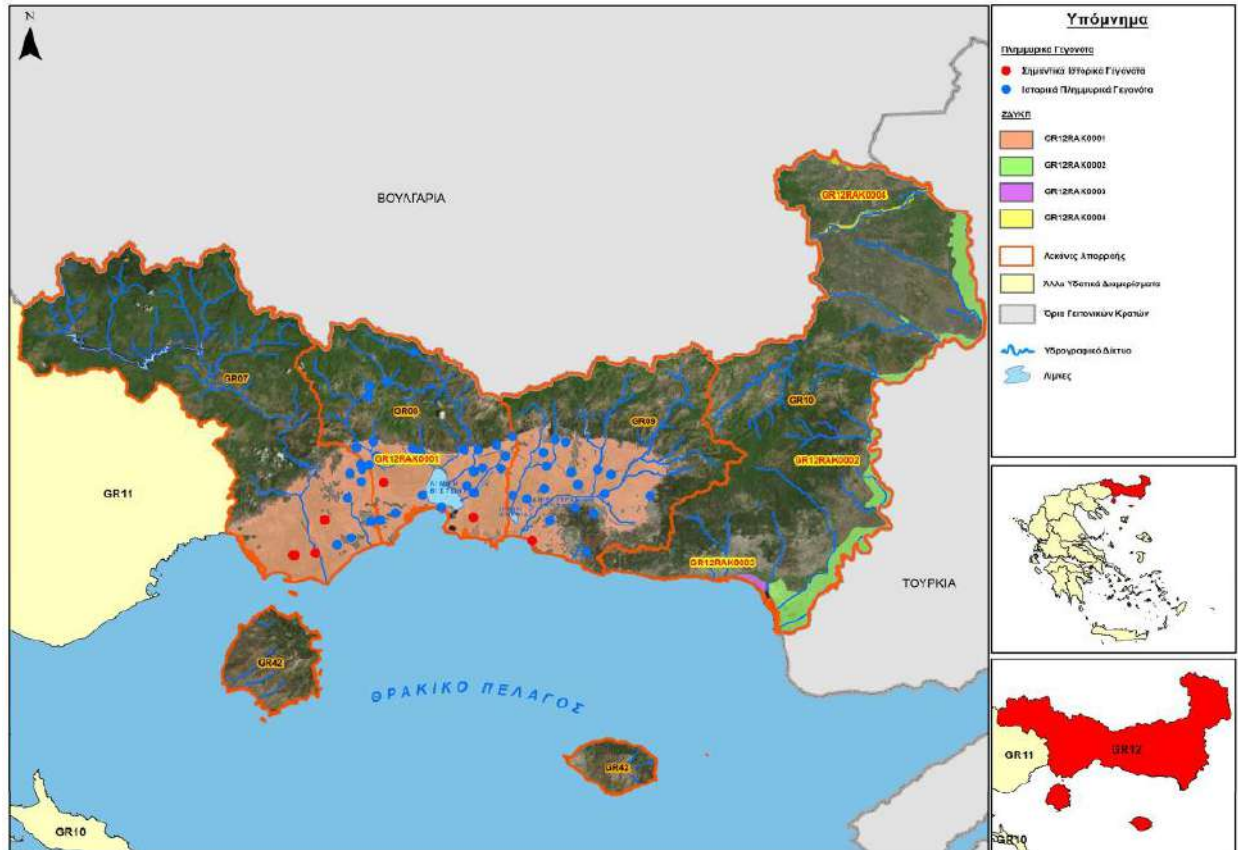 N
ΒΟΥΛΓΑΡΙΑ
GR12RAK0004
GR07
GR08
GR09
GR10
GR12RAK0001
GR12RAK0002
GR11
GR12RAK0003
ΤΟΥΡΚΙΑ
GR42
ΘΡΑΚΙΚΟ ΠΕΛΑΓΟΣ
GR42
GR10
Υπόμνημα
Πλημμυρικά Γεγονότα
Σημαντικά Ιστορικά Γεγονότα
Ιστορικά Πλημμυρικά Γεγονότα
ΖΔΥΚΠ
GR12RAK0001
GR12RAK0002
GR12RAK0003
GR12RAK0004
Λεκάνες Απορροής
Άλλα Υδατικά Διαμερίσματα
Όρια Γειτονικών Κρατών
Υδρογραφικό Δίκτυο
Λίμνες
GR11
GR12
GR10